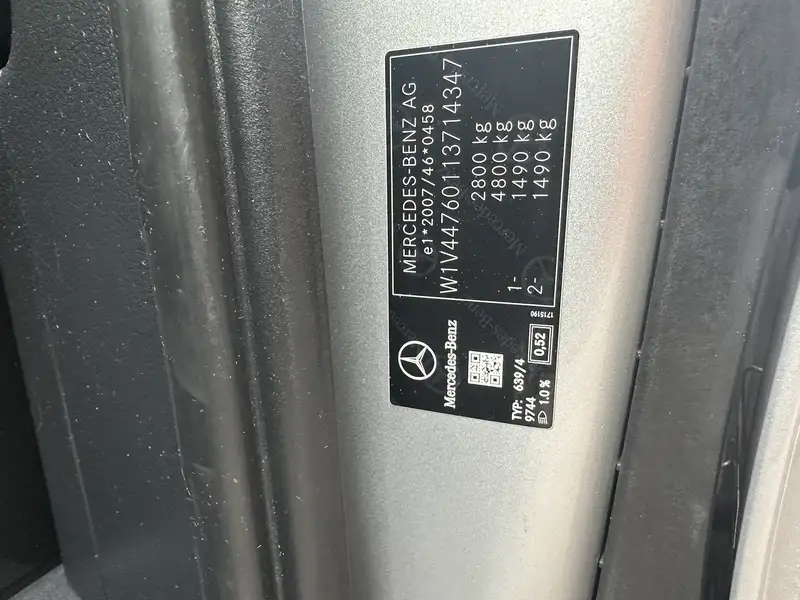 MERCEDES-BENZ AG
e1*2007/46*0458
W1V44760113714347
2800 kg
4800 kg
1- 1490 kg
2- 1490 kg
Mercedes-Benz
TYP: 639/4
9744
1.0 %
0,52
1715190